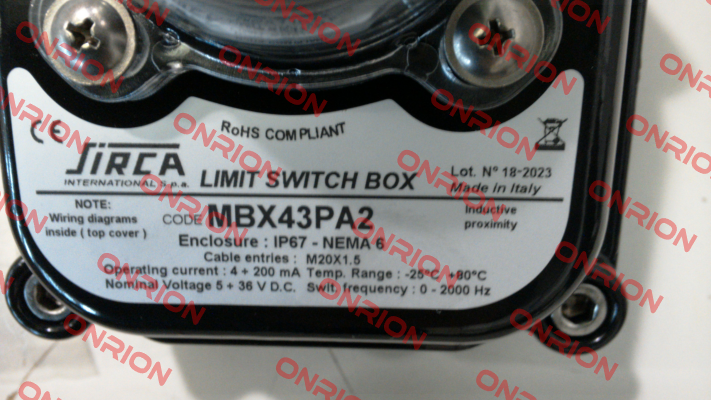 RoHS COMPLIANT
CE
SIRCA
INTERNATIONAL S.p.a.
LIMIT SWITCH BOX
Lot. N° 18-2023
Made in Italy
NOTE:
Wiring diagrams
inside ( top cover )
CODE MBX43PA2
Inductive
proximity
Enclosure : IP67 - NEMA 6
Cable entries : M20X1.5
Operating current : 4 ÷ 200 mA Temp. Range : -25°C +80°C
Nominal Voltage 5 ÷ 36 V D.C. Swit. frequency : 0 - 2000 Hz
ONRION